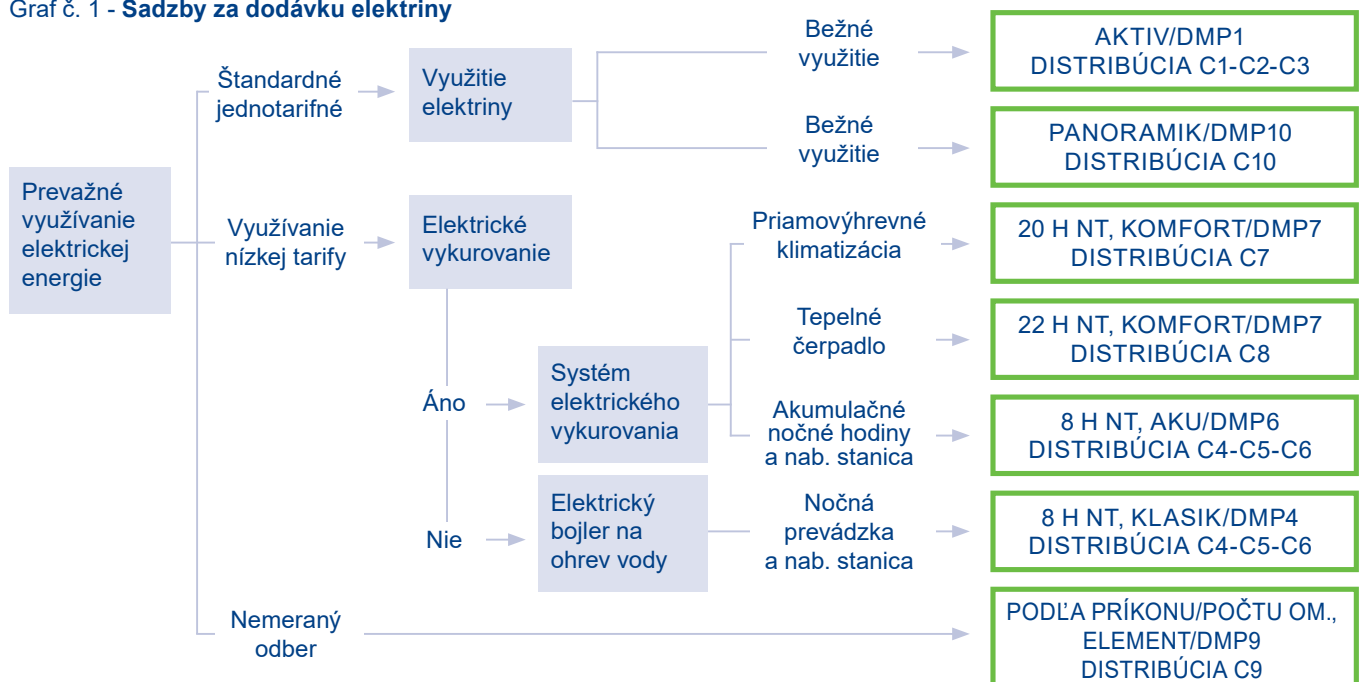 Graf č. 1 - Sadzby za dodávku elektriny
Prevažné
využívanie
elektrickej
energie
Štandardné
jednotarifné
Využitie
elektriny
Bežné
využitie
AKTIV/DMP1
DISTRIBÚCIA C1-C2-C3
Bežné
využitie
PANORAMIK/DMP10
DISTRIBÚCIA C10
Využívanie
nízkej tarify
Elektrické
vykurovanie
Áno
Systém
elektrického
vykurovania
Priamovýhrevné
klimatizácia
20 H NT, KOMFORT/DMP7
DISTRIBÚCIA C7
Tepelné
čerpadlo
22 H NT, KOMFORT/DMP7
DISTRIBÚCIA C8
Akumulačné
nočné hodiny
a nab. stanica
8 H NT, AKU/DMP6
DISTRIBÚCIA C4-C5-C6
Nie
Elektrický
bojler na
ohrev vody
Nočná
prevádzka
a nab. stanica
8 H NT, KLASIK/DMP4
DISTRIBÚCIA C4-C5-C6
Nemeraný
odber
PODĽA PRÍKONU/POČTU OM.,
ELEMENT/DMP9
DISTRIBÚCIA C9